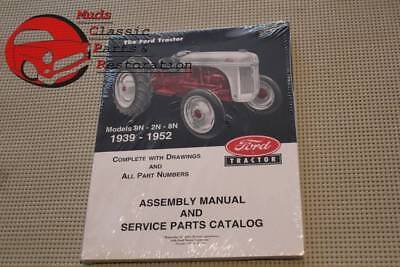 Muds
Classic
Parts
Restoration
The Ford Tractor
Models 9N - 2N - 8N
1939 - 1952
Ford
TRACTOR
COMPLETE WITH DRAWINGS
AND
ALL PART NUMBERS
ASSEMBLY MANUAL
AND
SERVICE PARTS CATALOG